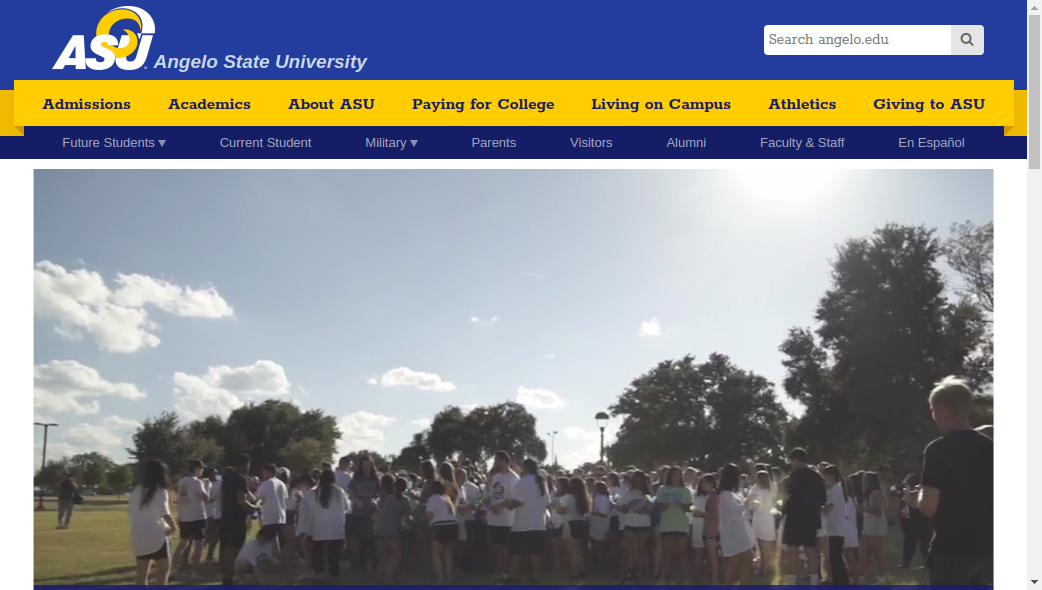 ASU Angelo State University
Search angelo.edu
Admissions Academics About ASU Paying for College Living on Campus Athletics Giving to ASU
Future Students Current Student Military Parents Visitors Alumni Faculty & Staff En Español